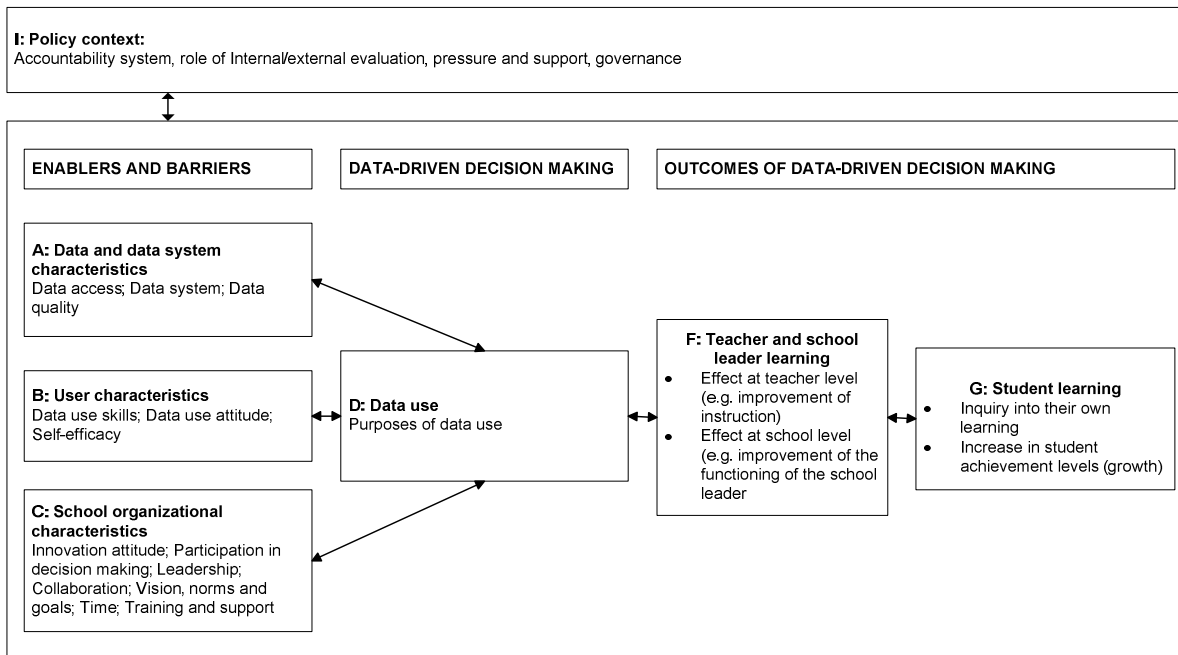 I: Policy context:
Accountability system, role of Internal/external evaluation, pressure and support, governance
ENABLERS AND BARRIERS
DATA-DRIVEN DECISION MAKING
OUTCOMES OF DATA-DRIVEN DECISION MAKING
A: Data and data system
characteristics
Data access; Data system; Data
quality
B: User characteristics
Data use skills; Data use attitude;
Self-efficacy
C: School organizational
characteristics
Innovation attitude; Participation in
decision making; Leadership;
Collaboration; Vision, norms and
goals; Time; Training and support
D: Data use
Purposes of data use
F: Teacher and school
leader learning
• Effect at teacher level
(e.g. improvement of
instruction)
• Effect at school level
(e.g. improvement of the
functioning of the school
leader
G: Student learning
• Inquiry into their own
learning
• Increase in student
achievement levels (growth)